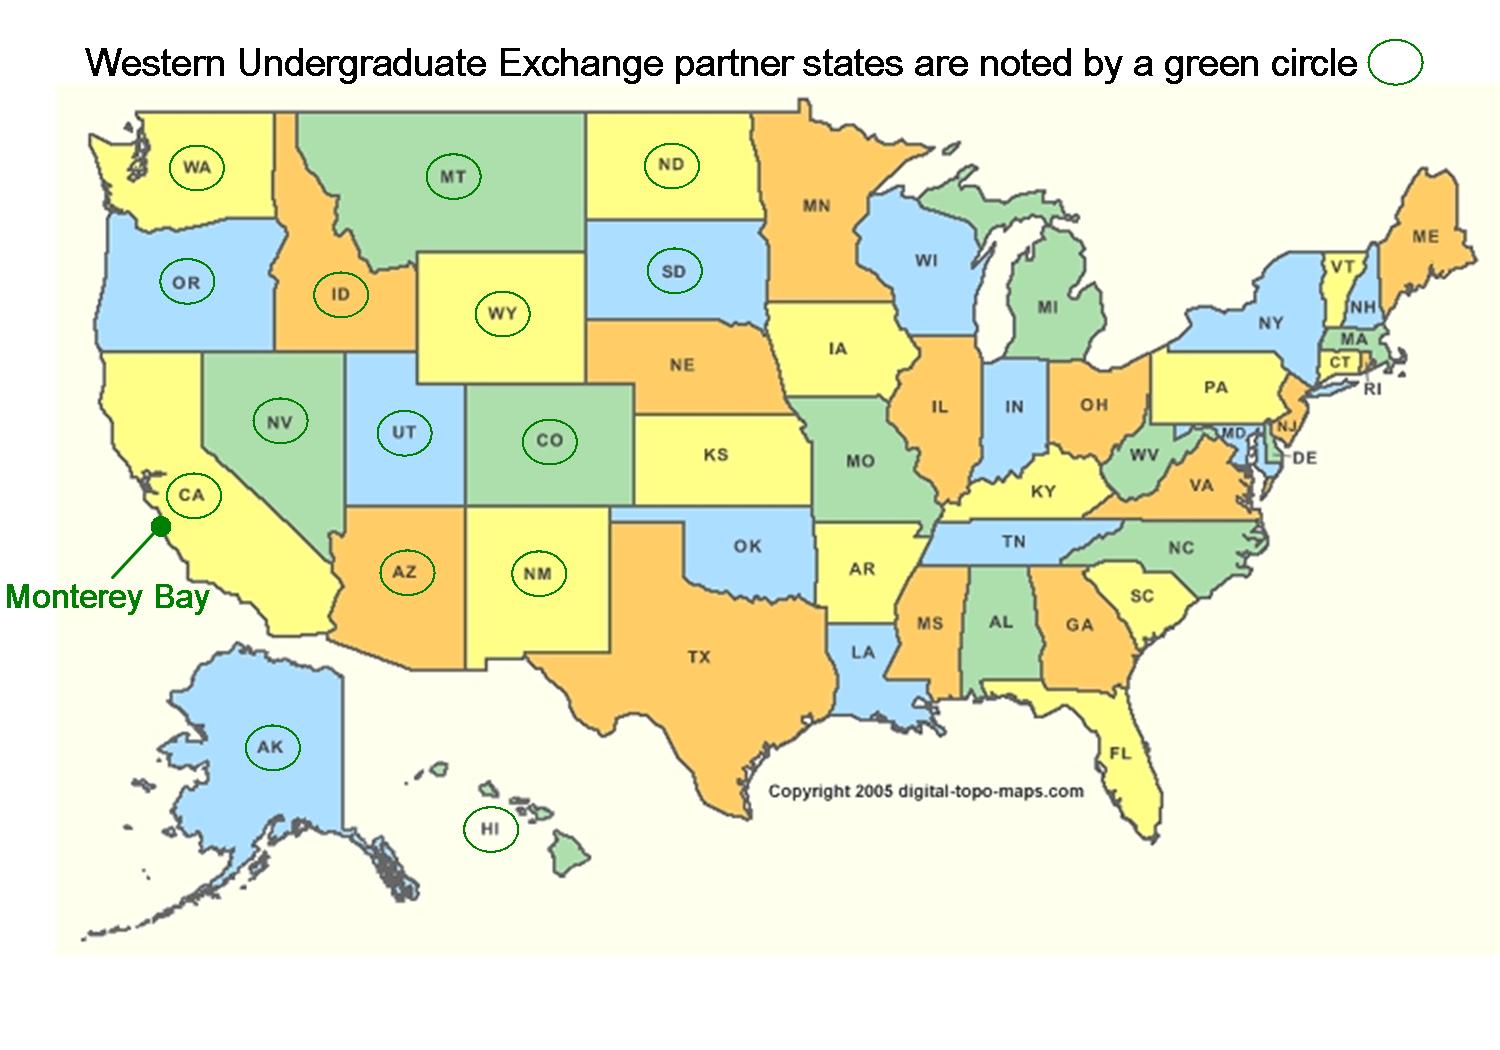 Western Undergraduate Exchange partner states are noted by a green circle
WA
MT
ND
MN
OR
ID
WY
SD
WI
MI
NY
VT
NH
ME
MA
CT
RI
NV
UT
CO
NE
IA
IL
IN
OH
PA
NJ
MD
DE
WV
VA
CA
KS
MO
KY
Monterey Bay
AZ
NM
OK
AR
TN
NC
SC
TX
LA
MS
AL
GA
FL
AK
HI
Copyright 2005 digital-topo-maps.com